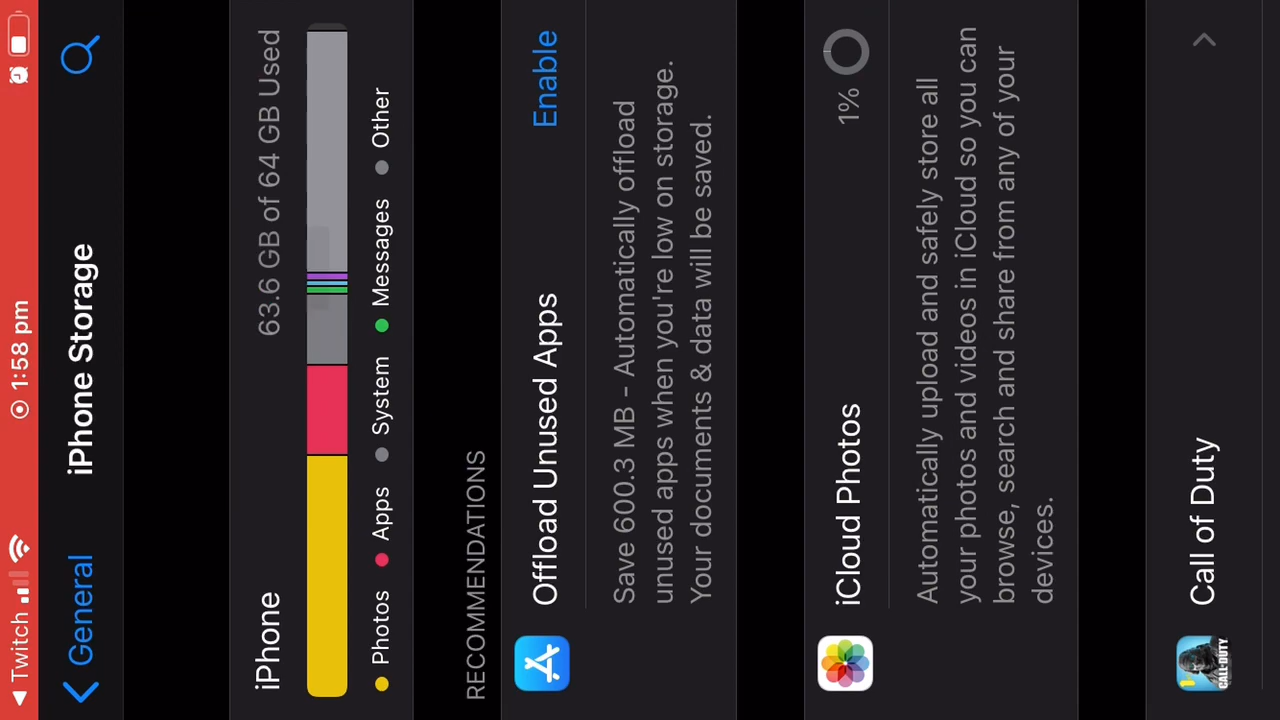 Twitch 1:58 pm
General iPhone Storage
iPhone 63.6 GB of 64 GB Used
Photos Apps System Messages Other
RECOMMENDATIONS
Offload Unused Apps Enable
Save 600.3 MB - Automatically offload
unused apps when you're low on storage.
Your documents & data will be saved.
iCloud Photos 1%
Automatically upload and safely store all
your photos and videos in iCloud so you can
browse, search and share from any of your
devices.
CALL OF DUTY
Call of Duty